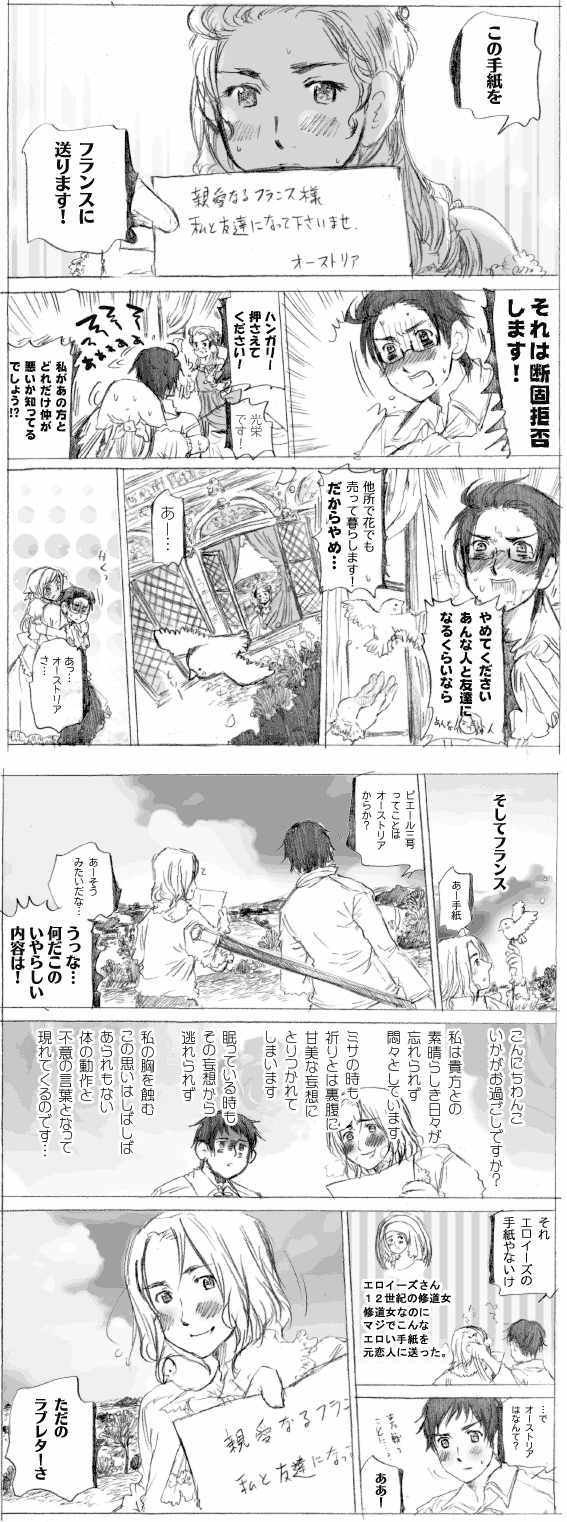 この手紙を
フランスに
送ります！
親愛なるフランス様
私と友達になって下さいませ.
オーストリア
それは断固拒否
します！
ハンガリー
押さえて
ください！
光栄
です！
私があの方と
どれだけ仲が
悪いか知ってる
でしょう!?
やめてください
あんな人と友達に
なるくらいなら
他所で花でも
売って暮らします！
だからやめ…
あー…
あっ…
オーストリア
さ…
そしてフランス
あー手紙
ピエール三号
ってことは
オーストリア
からか？
あーそう
みたいだな…
うっな…
何だこの
いやらしい
内容は！
こんにちわんこ
いかがお過ごしですか？
私は貴方との
素晴らしき日々が
忘れられず
悶々としています
ミサの時も
祈りとは裏腹に
甘美な妄想に
とりつかれて
しまいます
眠っている時も
その妄想から
逃れられず
私の胸を蝕む
この思いはしばしば
あられもない
体の動作と
不意の言葉となって
現れてくるのです…
それ
エロイーズの
手紙やないけ
エロイーズさん
１２世紀の修道女
修道女なのに
マジでこんな
エロい手紙を
元恋人に送った。
…で
オーストリア
はなんて？
ああ！
親愛なるフラン
私と友達になっ
ただの
ラブレターさ